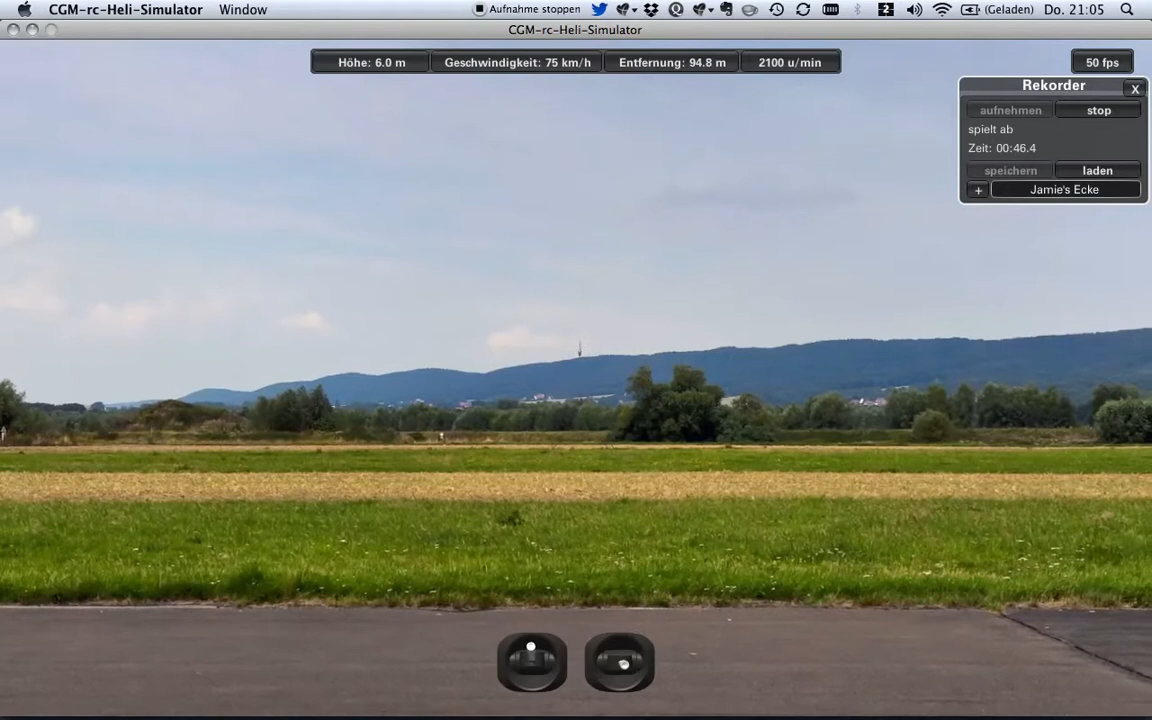 CGM-rc-Heli-Simulator Window Aufnahme stoppen 2 (Geladen) Do. 21:05
CGM-rc-Heli-Simulator
Höhe: 6.0 m Geschwindigkeit: 75 km/h Entfernung: 94.8 m 2100 u/min 50 fps
Rekorder X
aufnehmen stop
spielt ab
Zeit: 00:46.4
speichern laden
+ Jamie's Ecke